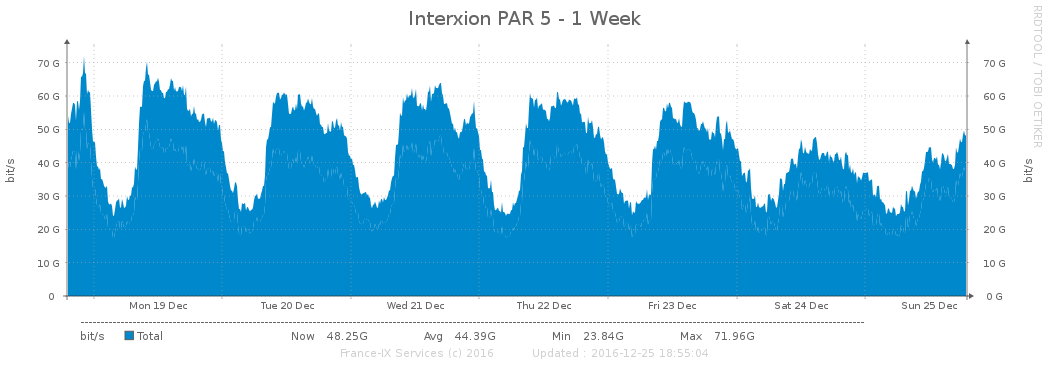 Interxion PAR 5 - 1 Week
RRDTOOL / TOBI OETIKER
bit/s
70 G
60 G
50 G
40 G
30 G
20 G
10 G
0
70 G
60 G
50 G
40 G
30 G
20 G
10 G
0 G
bit/s
Mon 19 Dec Tue 20 Dec Wed 21 Dec Thu 22 Dec Fri 23 Dec Sat 24 Dec Sun 25 Dec
bit/s Total Now 48.25G Avg 44.39G Min 23.84G Max 71.96G
France-IX Services (c) 2016 Updated : 2016-12-25 18:55:04